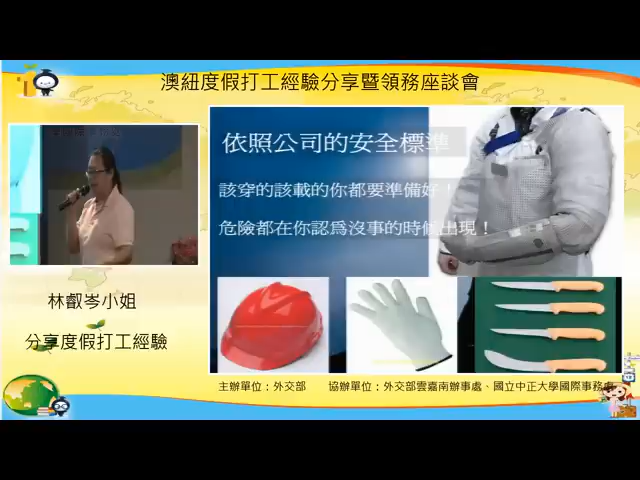 澳紐度假打工經驗分享暨領務座談會
依照公司的安全標準
該穿的該載的你都要準備好！
危險都在你認為沒事的時候出現！
林叡岑小姐
分享度假打工經驗
主辦單位：外交部 協辦單位：外交部雲嘉南辦事處、國立中正大學國際事務處